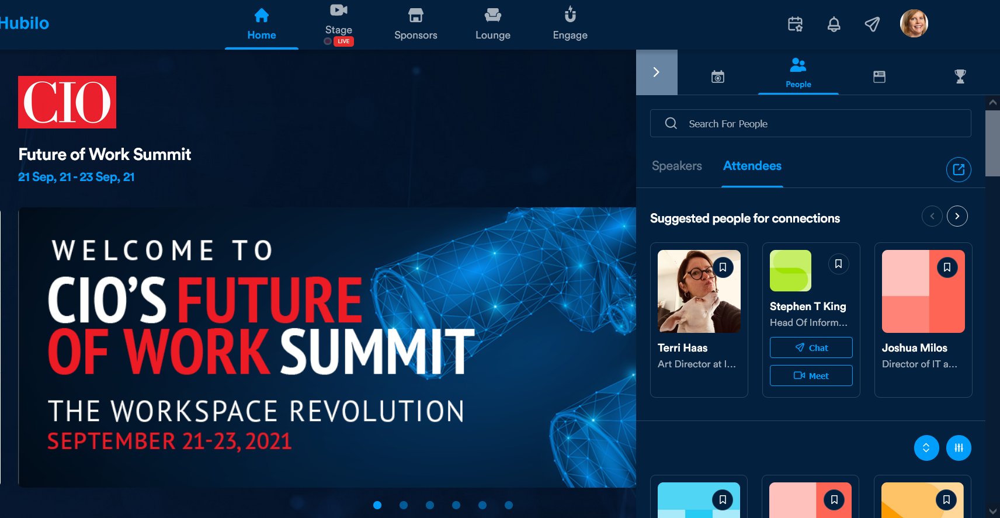 Hubilo
Home
Stage
LIVE
Sponsors
Lounge
Engage
People
CIO
Future of Work Summit
21 Sep, 21 - 23 Sep, 21
WELCOME TO
CIO'S FUTURE
OF WORK SUMMIT
THE WORKSPACE REVOLUTION
SEPTEMBER 21-23, 2021
Search For People
Speakers
Attendees
Suggested people for connections
Terri Haas
Art Director at I...
Stephen T King
Head Of Inform...
Chat
Meet
Joshua Milos
Director of IT a...